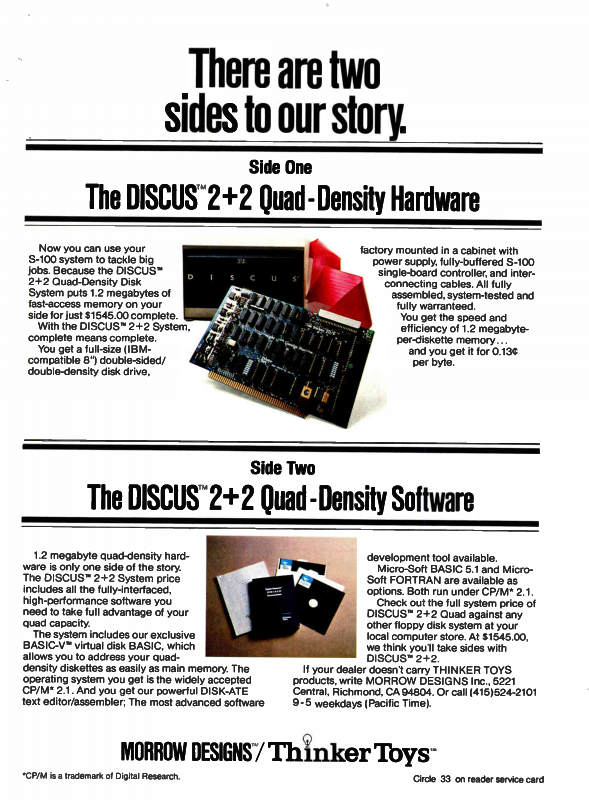 There are two
sides to our story.
Side One
The DISCUS™ 2+2 Quad-Density Hardware
Now you can use your
S-100 system to tackle big
jobs. Because the DISCUS™
2+2 Quad-Density Disk
System puts 1.2 megabytes of
fast-access memory on your
side for just $1545.00 complete.
With the DISCUS™ 2+2 System,
complete means complete.
You get a full-size (IBM-
compatible 8") double-sided/
double-density disk drive,
DISCUS
factory mounted in a cabinet with
power supply, fully-buffered S-100
single-board controller, and inter-
connecting cables. All fully
assembled, system-tested and
fully warranteed.
You get the speed and
efficiency of 1.2 megabyte-
per-diskette memory...
and you get it for 0.13¢
per byte.
Side Two
The DISCUS™ 2+2 Quad-Density Software
1.2 megabyte quad-density hard-
ware is only one side of the story.
The DISCUS™ 2+2 System price
includes all the fully-interfaced,
high-performance software you
need to take full advantage of your
quad capacity.
The system includes our exclusive
BASIC-V™ virtual disk BASIC, which
allows you to address your quad-
density diskettes as easily as main memory. The
operating system you get is the widely accepted
CP/M* 2.1. And you get our powerful DISK-ATE
text editor/assembler; The most advanced software
development tool available.
Micro-Soft BASIC 5.1 and Micro-
Soft FORTRAN are available as
options. Both run under CP/M* 2.1.
Check out the full system price of
DISCUS™ 2+2 Quad against any
other floppy disk system at your
local computer store. At $1545.00,
we think you'll take sides with
DISCUS™ 2+2.
If your dealer doesn't carry THINKER TOYS
products, write MORROW DESIGNS Inc., 5221
Central, Richmond, CA 94804. Or call (415)524-2101
9-5 weekdays (Pacific Time).
MORROW DESIGNS™/Thinker Toys™
*CP/M is a trademark of Digital Research.
Circle 33 on reader service card